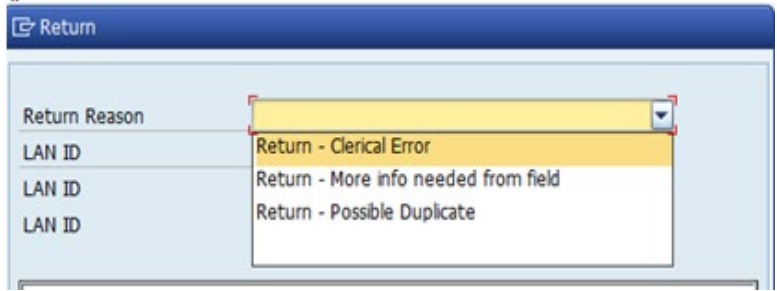 Return
Return Reason
LAN ID
LAN ID
LAN ID
Return - Clerical Error
Return - More info needed from field
Return - Possible Duplicate